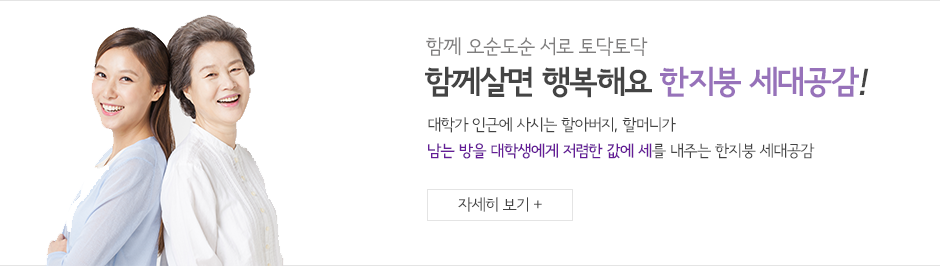 함께 오순도순 서로 토닥토닥
함께살면 행복해요 한지붕 세대공감!
대학가 인근에 사시는 할아버지, 할머니가
남는 방을 대학생에게 저렴한 값에 세를 내주는 한지붕 세대공감
자세히 보기 +